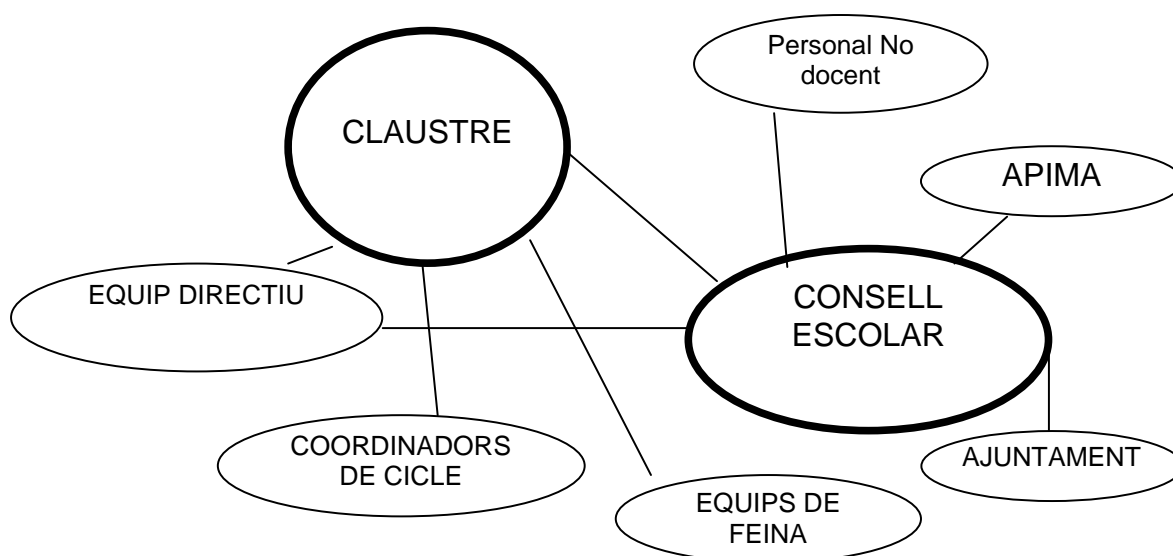 Personal No
docent
CLAUSTRE
APIMA
EQUIP DIRECTIU
CONSELL
ESCOLAR
COORDINADORS
DE CICLE
AJUNTAMENT
EQUIPS DE
FEINA